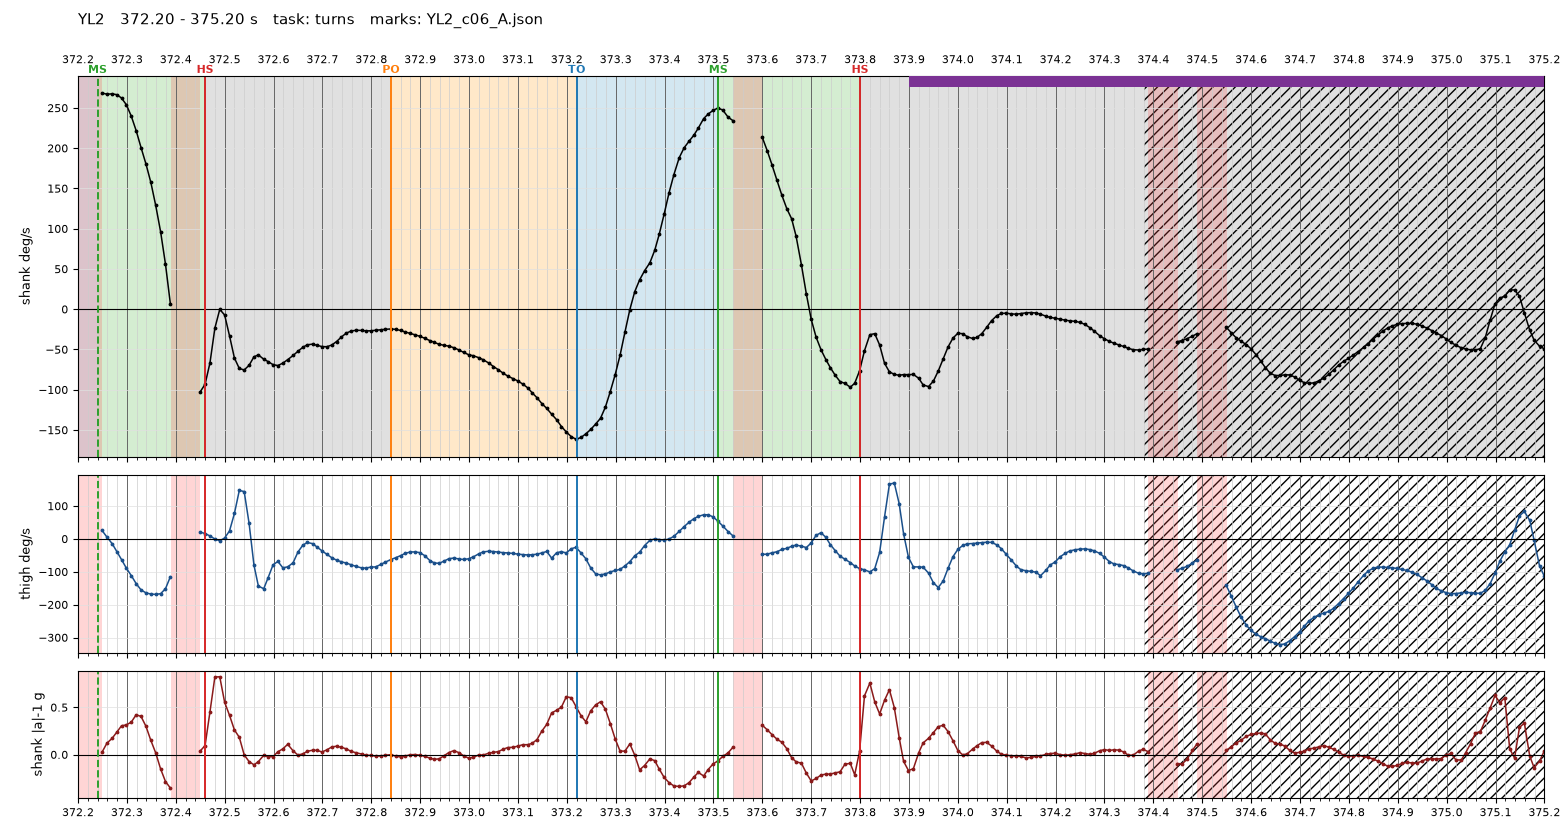 YL2   372.20 - 375.20 s   task: turns   marks: YL2_c06_A.json
372.2 372.3 372.4 372.5 372.6 372.7 372.8 372.9 373.0 373.1 373.2 373.3 373.4 373.5 373.6 373.7 373.8 373.9 374.0 374.1 374.2 374.3 374.4 374.5 374.6 374.7 374.8 374.9 375.0 375.1 375.2
MS HS PO TO MS HS
shank deg/s
250
200
150
100
50
0
−50
−100
−150
thigh deg/s
100
0
−100
−200
−300
shank |a|-1 g
0.5
0.0
372.2 372.3 372.4 372.5 372.6 372.7 372.8 372.9 373.0 373.1 373.2 373.3 373.4 373.5 373.6 373.7 373.8 373.9 374.0 374.1 374.2 374.3 374.4 374.5 374.6 374.7 374.8 374.9 375.0 375.1 375.2